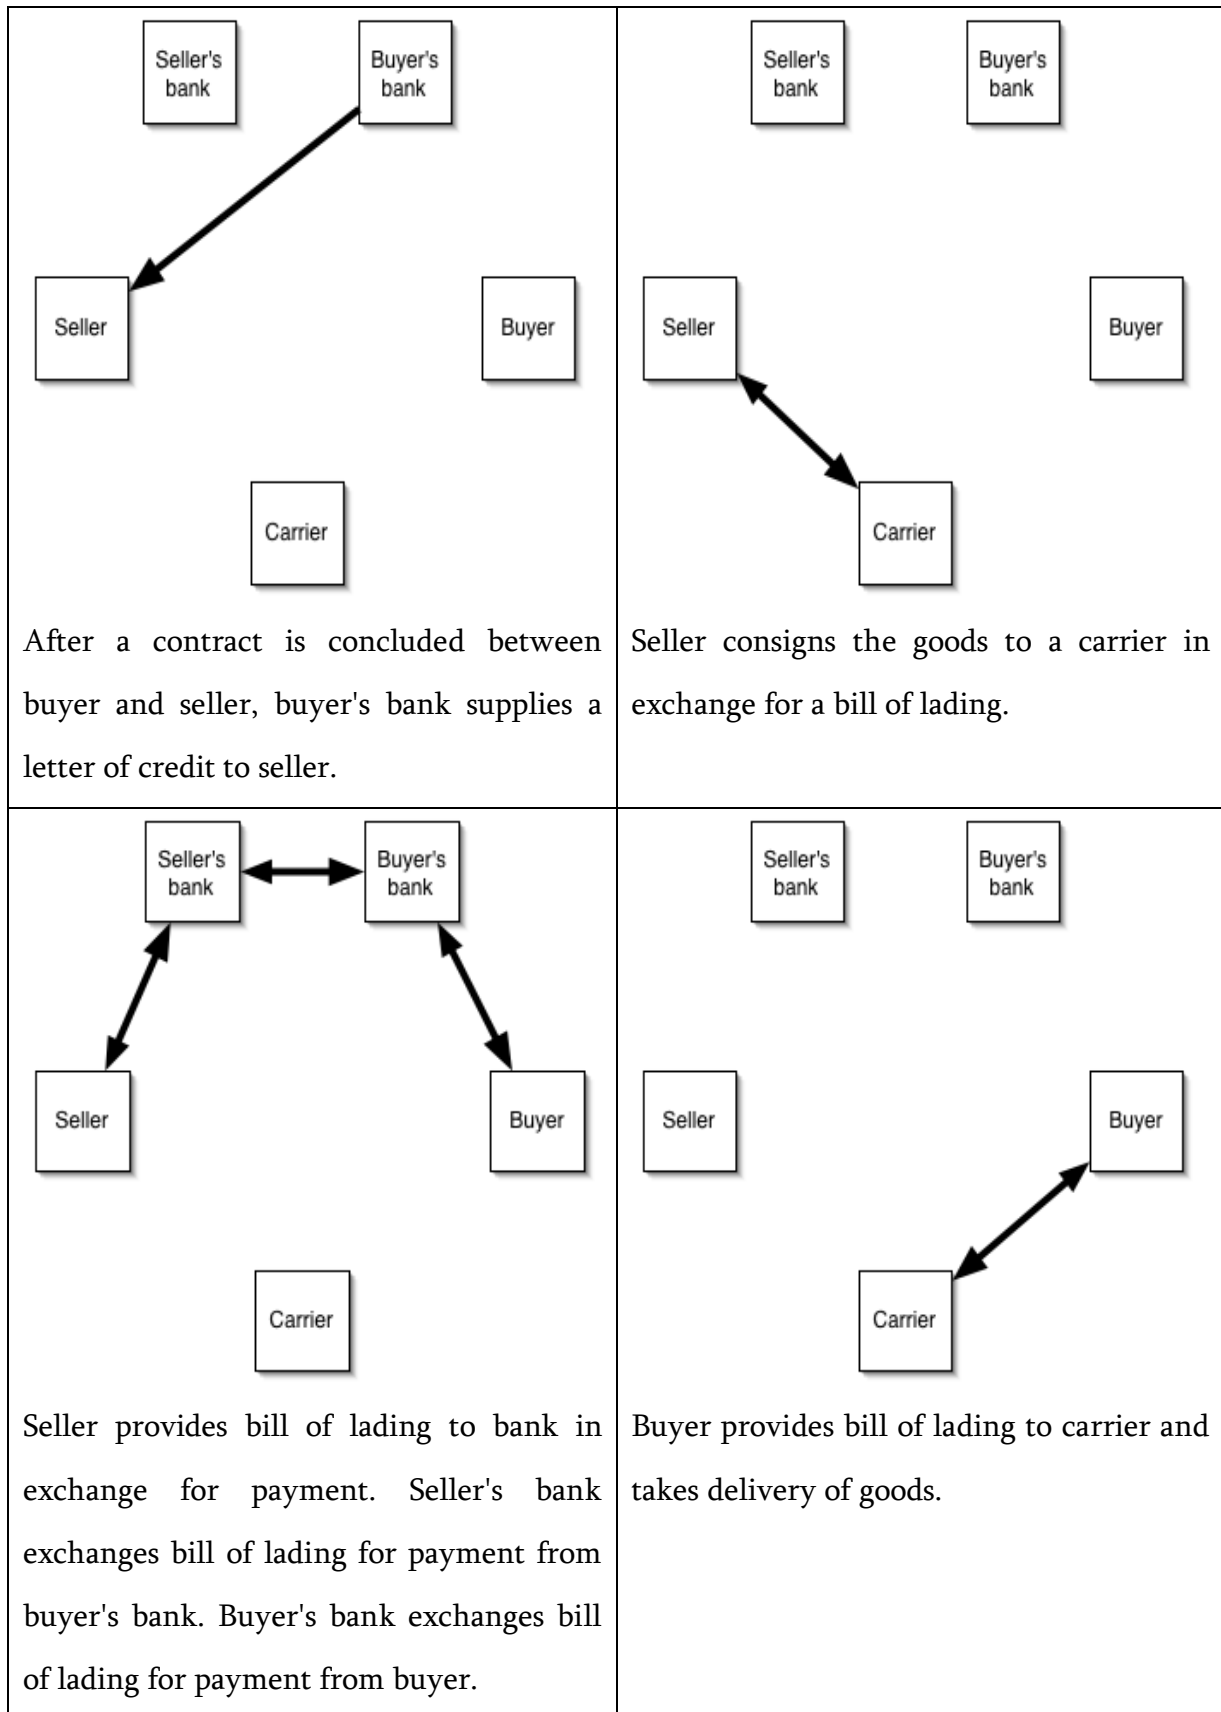 Seller's
bank
Buyer's
bank
Seller
Buyer
Carrier
After a contract is concluded between
buyer and seller, buyer's bank supplies a
letter of credit to seller.
Seller's
bank
Buyer's
bank
Seller
Buyer
Carrier
Seller consigns the goods to a carrier in
exchange for a bill of lading.
Seller's
bank
Buyer's
bank
Seller
Buyer
Carrier
Seller provides bill of lading to bank in
exchange for payment. Seller's bank
exchanges bill of lading for payment from
buyer's bank. Buyer's bank exchanges bill
of lading for payment from buyer.
Seller's
bank
Buyer's
bank
Seller
Buyer
Carrier
Buyer provides bill of lading to carrier and
takes delivery of goods.